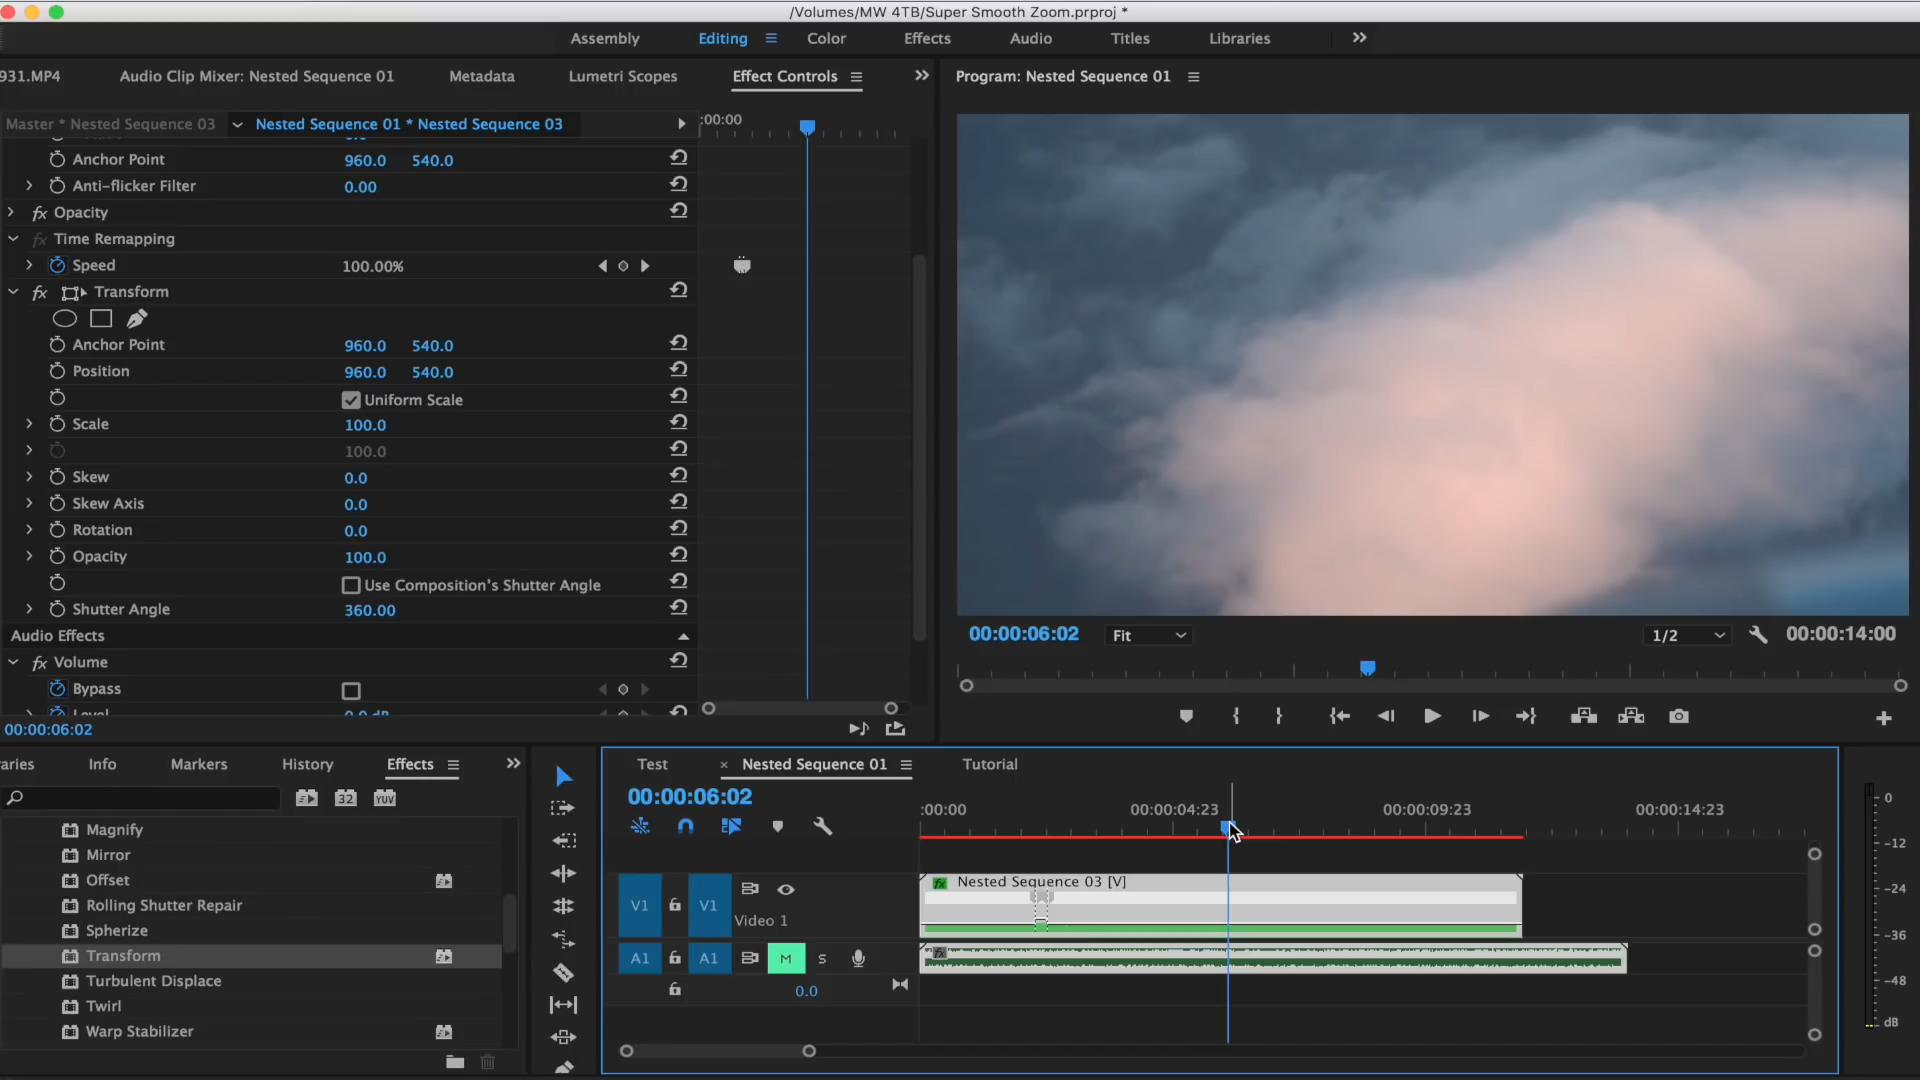 /Volumes/MW 4TB/Super Smooth Zoom.prproj *
Assembly
Editing
Color
Effects
Audio
Titles
Libraries
931.MP4
Audio Clip Mixer: Nested Sequence 01
Metadata
Lumetri Scopes
Effect Controls
Program: Nested Sequence 01
Master * Nested Sequence 03
Nested Sequence 01 * Nested Sequence 03
:00:00
Anchor Point 960.0 540.0
Anti-flicker Filter 0.00
fx Opacity
fx Time Remapping
Speed 100.00%
fx Transform
Anchor Point 960.0 540.0
Position 960.0 540.0
Uniform Scale
Scale 100.0
100.0
Skew 0.0
Skew Axis 0.0
Rotation 0.0
Opacity 100.0
Use Composition's Shutter Angle
Shutter Angle 360.00
Audio Effects
fx Volume
Bypass
Level 0.0 dB
00:00:06:02
00:00:06:02
Fit
1/2
00:00:14:00
aries
Info
Markers
History
Effects
32
YUV
Magnify
Mirror
Offset
Rolling Shutter Repair
Spherize
Transform
Turbulent Displace
Twirl
Warp Stabilizer
Test
× Nested Sequence 01
Tutorial
00:00:06:02
:00:00
00:00:04:23
00:00:09:23
00:00:14:23
V1 V1 Video 1
fx Nested Sequence 03 [V]
A1 A1 M S
fx
0.0
0
-12
-24
-36
-48
dB